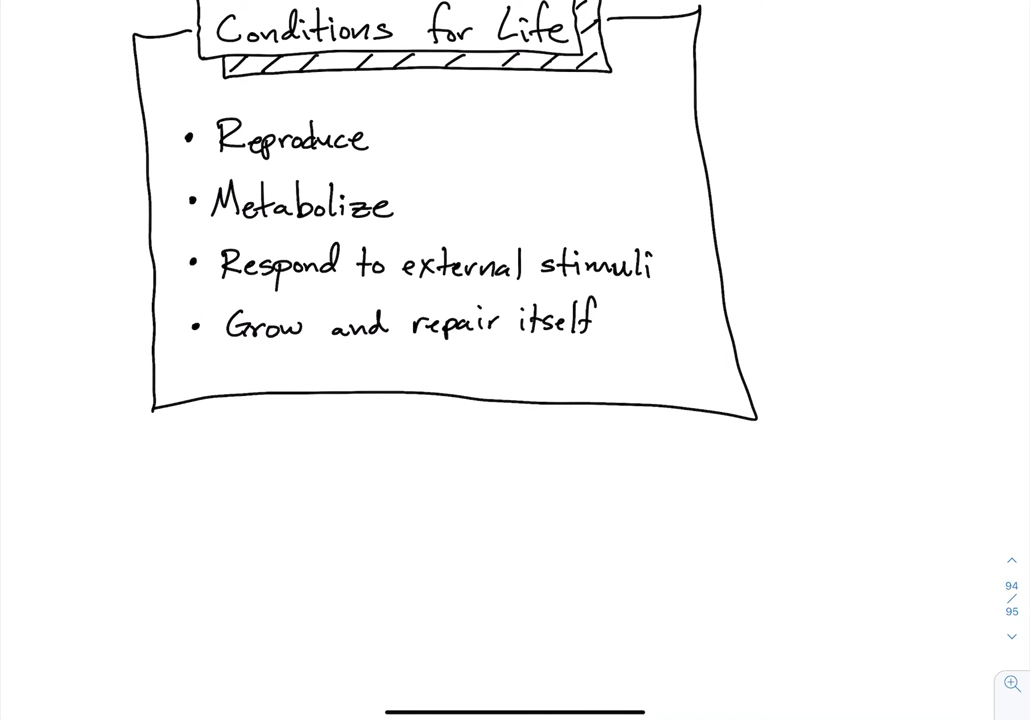 Conditions for Life
• Reproduce
• Metabolize
• Respond to external stimuli
• Grow and repair itself
94
/
95